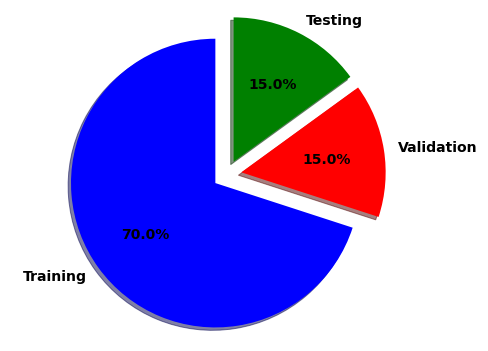 Testing
15.0%
Validation
15.0%
70.0%
Training